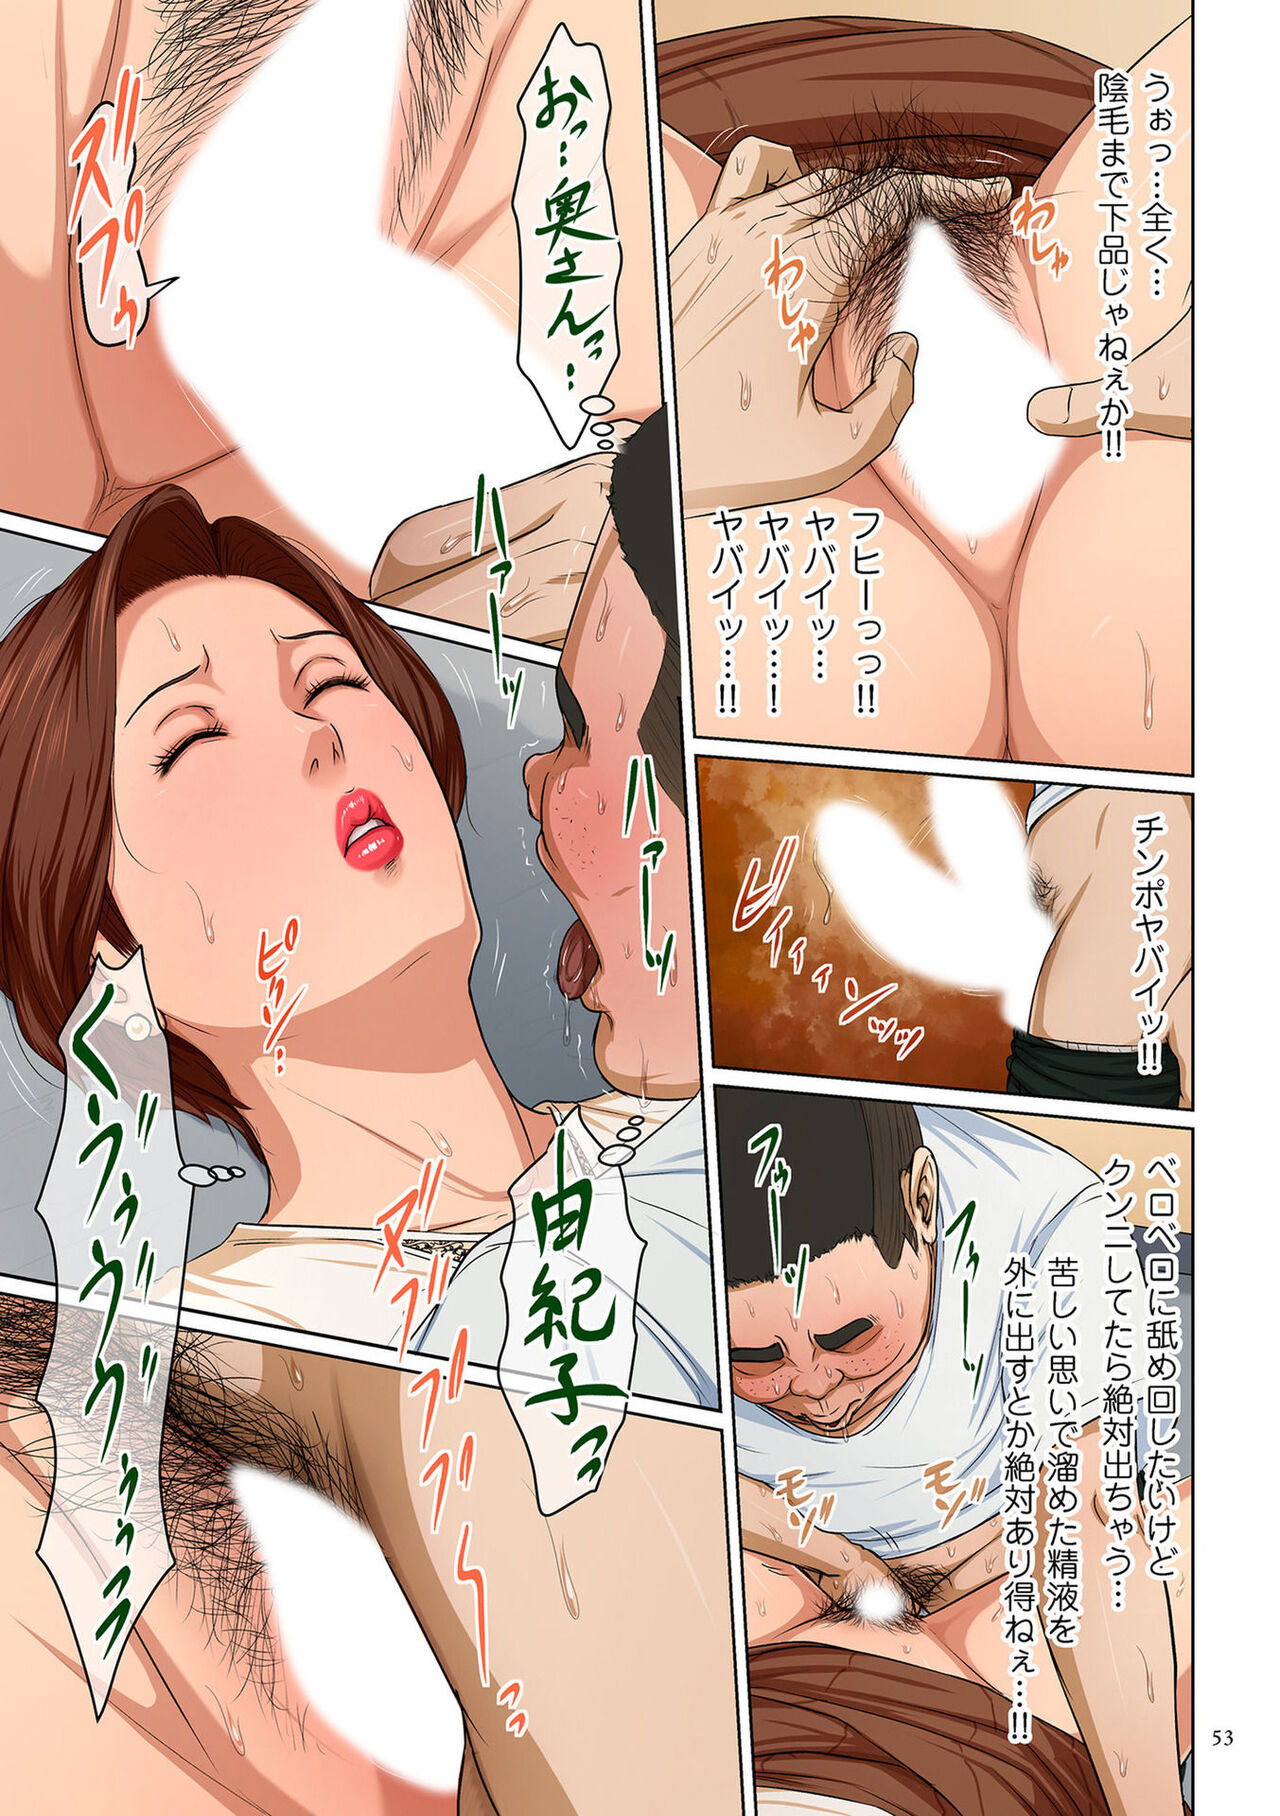 うぉっ…全く…
陰毛まで下品じゃねぇか!!
わしゃ
わしゃ
フヒーっっ!!
ヤバイッ…
ヤバイッ…!
ヤバイッ…!!
チンポヤバイッ!!
ビィィィンッッッ
ベロベロに舐め回したいけど
クンニしてたら絶対出ちゃう…
苦しい思いで溜めた精液を
外に出すとか絶対あり得ねぇ…!!
フゥー
フゥー
モゾ
モゾ
おっ…奥さんっ…
ズプゥ
ハァーッ
ハァーッ
ピクン…
由紀子っっ
くうぅぅ
ズブブ
53